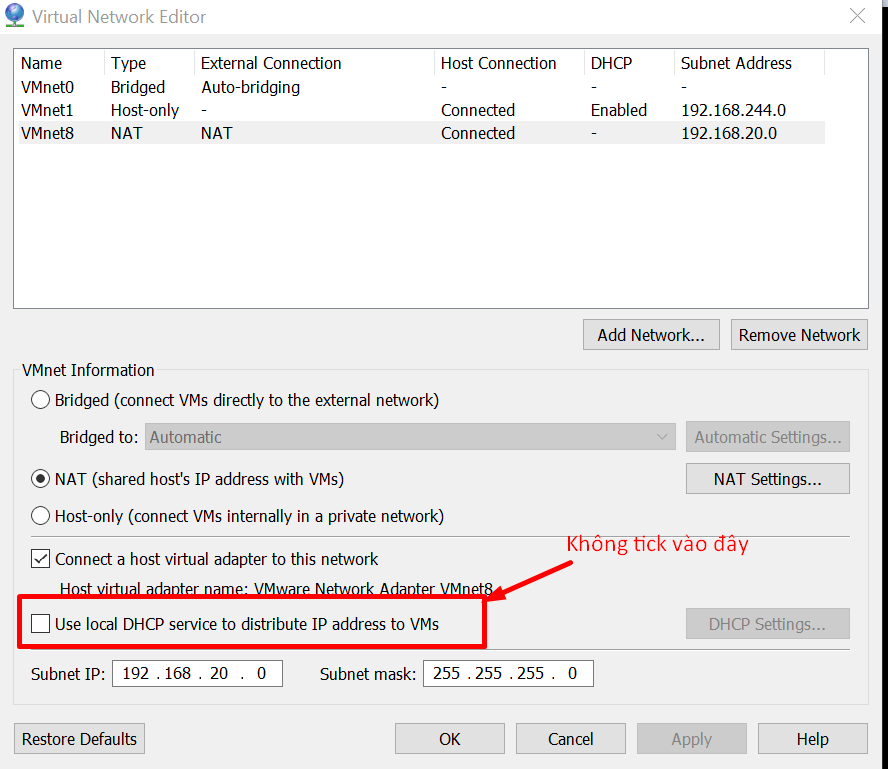 Virtual Network Editor
Name Type External Connection Host Connection DHCP Subnet Address
VMnet0 Bridged Auto-bridging - - -
VMnet1 Host-only - Connected Enabled 192.168.244.0
VMnet8 NAT NAT Connected - 192.168.20.0
Add Network... Remove Network
VMnet Information
Bridged (connect VMs directly to the external network)
Bridged to: Automatic Automatic Settings...
NAT (shared host's IP address with VMs) NAT Settings...
Host-only (connect VMs internally in a private network)
Không tick vào đây
Connect a host virtual adapter to this network
Host virtual adapter name: VMware Network Adapter VMnet8
Use local DHCP service to distribute IP address to VMs DHCP Settings...
Subnet IP: 192 . 168 . 20 . 0 Subnet mask: 255 . 255 . 255 . 0
Restore Defaults OK Cancel Apply Help